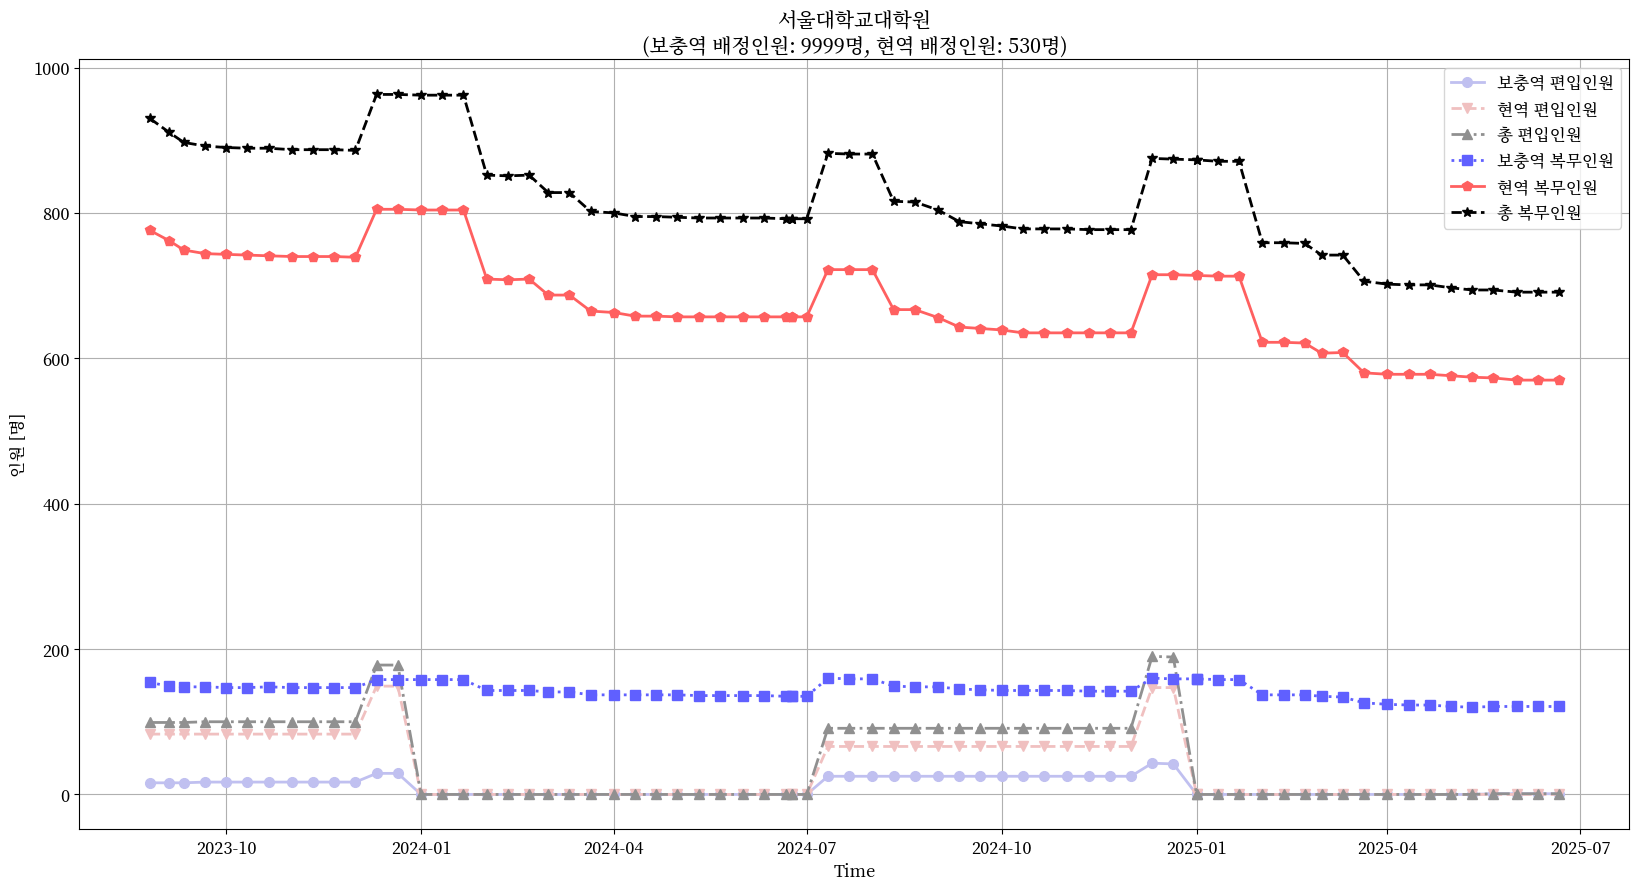 서울대학교대학원
(보충역 배정인원: 9999명, 현역 배정인원: 530명)
1000
800
600
400
200
0
인원 [명]
보충역 편입인원
현역 편입인원
총 편입인원
보충역 복무인원
현역 복무인원
총 복무인원
2023-10
2024-01
2024-04
2024-07
2024-10
2025-01
2025-04
2025-07
Time